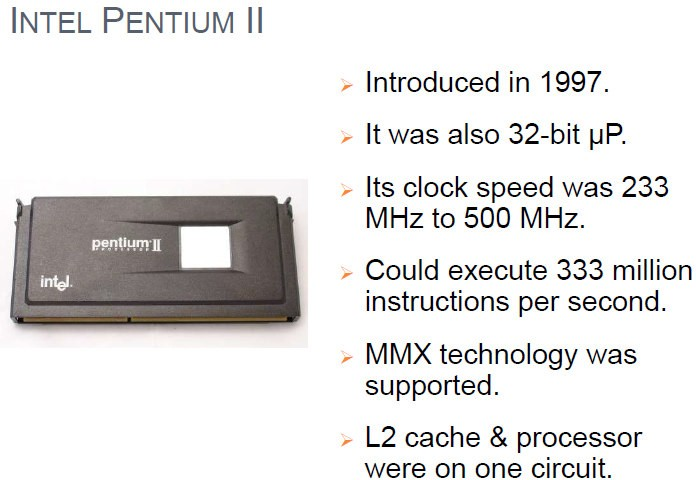 INTEL PENTIUM II
➢ Introduced in 1997.
➢ It was also 32-bit µP.
➢ Its clock speed was 233
MHz to 500 MHz.
➢ Could execute 333 million
instructions per second.
➢ MMX technology was
supported.
➢ L2 cache & processor
were on one circuit.
pentium II
PROCESSOR
intel.